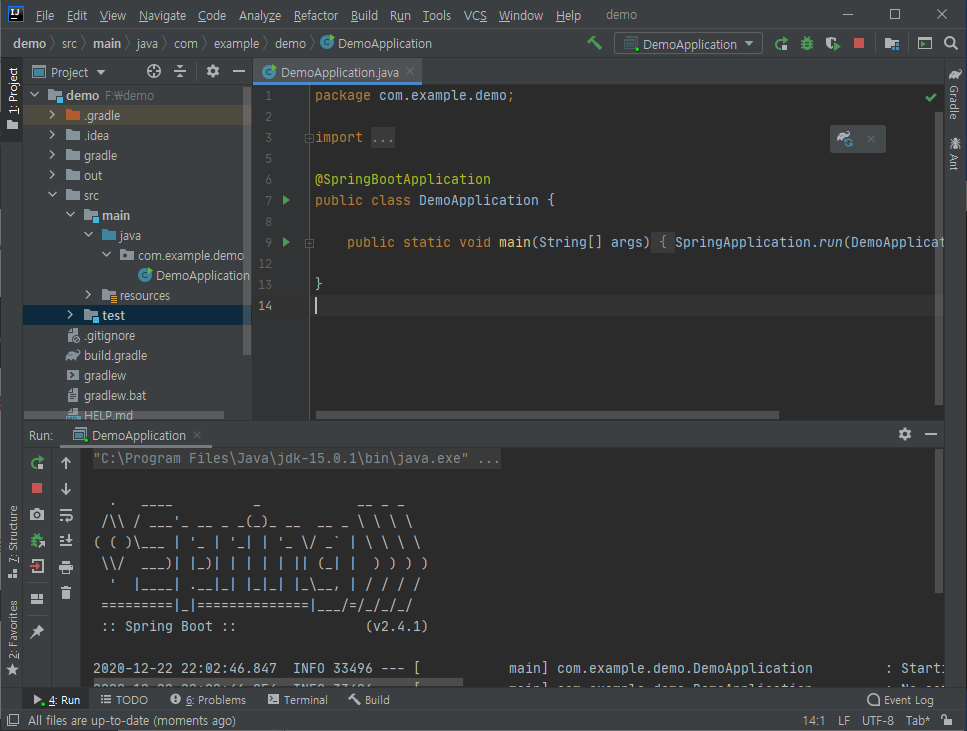 File Edit View Navigate Code Analyze Refactor Build Run Tools VCS Window Help demo
demo src main java com example demo DemoApplication DemoApplication
1: Project
Project
DemoApplication.java
demo F:₩demo
.gradle
.idea
gradle
out
src
main
java
com.example.demo
DemoApplication
resources
test
.gitignore
build.gradle
gradlew
gradlew.bat
HELP.md
1 package com.example.demo;
2
3 import ...
5
6 @SpringBootApplication
7 public class DemoApplication {
8
9 public static void main(String[] args) { SpringApplication.run(DemoApplicat
12
13 }
14
Gradle
Ant
Run: DemoApplication
"C:\Program Files\Java\jdk-15.0.1\bin\java.exe" ...
  .   ____          _            __ _ _
 /\\ / ___'_ __ _ _(_)_ __  __ _ \ \ \ \
( ( )\___ | '_ | '_| | '_ \/ _` | \ \ \ \
 \\/  ___)| |_)| | | | | || (_| |  ) ) ) )
  '  |____| .__|_| |_|_| |_\__, | / / / /
 =========|_|==============|___/=/_/_/_/
 :: Spring Boot ::                (v2.4.1)
2020-12-22 22:02:46.847  INFO 33496 --- [           main] com.example.demo.DemoApplication         : Starti
7: Structure
2: Favorites
4: Run TODO 6: Problems Terminal Build Event Log
All files are up-to-date (moments ago) 14:1 LF UTF-8 Tab*